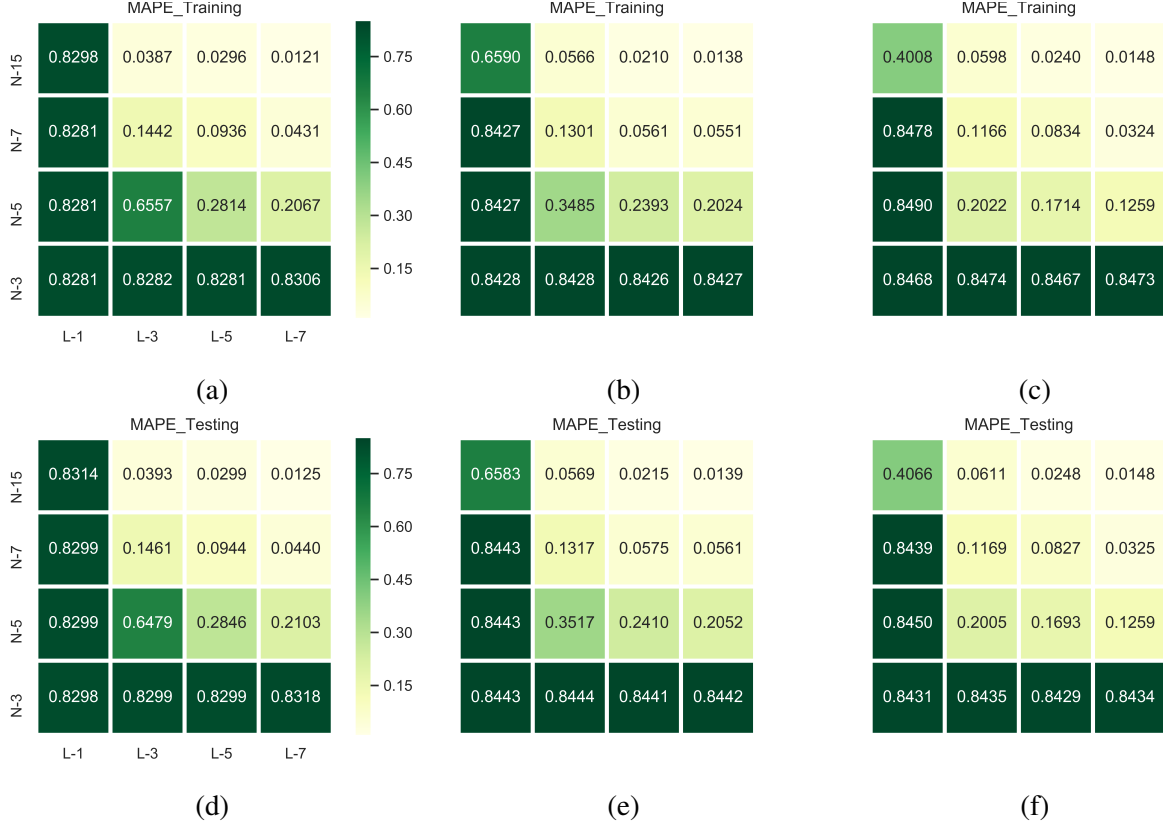 MAPE_Training MAPE_Training MAPE_Training
N-15 0.8298 0.0387 0.0296 0.0121 0.75 0.6590 0.0566 0.0210 0.0138 0.4008 0.0598 0.0240 0.0148
0.60
N-7 0.8281 0.1442 0.0936 0.0431 0.8427 0.1301 0.0561 0.0551 0.8478 0.1166 0.0834 0.0324
0.45
N-5 0.8281 0.6557 0.2814 0.2067 0.30 0.8427 0.3485 0.2393 0.2024 0.8490 0.2022 0.1714 0.1259
N-3 0.8281 0.8282 0.8281 0.8306 0.15 0.8428 0.8428 0.8426 0.8427 0.8468 0.8474 0.8467 0.8473
L-1 L-3 L-5 L-7
(a) (b) (c)
MAPE_Testing MAPE_Testing MAPE_Testing
N-15 0.8314 0.0393 0.0299 0.0125 0.75 0.6583 0.0569 0.0215 0.0139 0.4066 0.0611 0.0248 0.0148
0.60
N-7 0.8299 0.1461 0.0944 0.0440 0.8443 0.1317 0.0575 0.0561 0.8439 0.1169 0.0827 0.0325
0.45
N-5 0.8299 0.6479 0.2846 0.2103 0.30 0.8443 0.3517 0.2410 0.2052 0.8450 0.2005 0.1693 0.1259
N-3 0.8298 0.8299 0.8299 0.8318 0.15 0.8443 0.8444 0.8441 0.8442 0.8431 0.8435 0.8429 0.8434
L-1 L-3 L-5 L-7
(d) (e) (f)